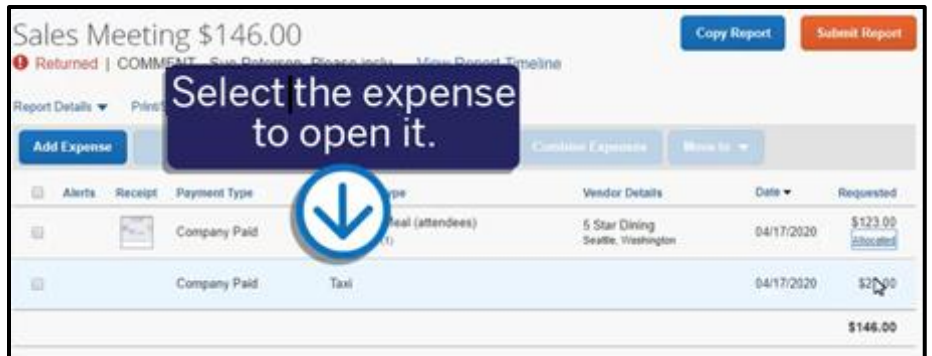 Sales Meeting $146.00
Copy Report
Submit Report
Returned | COMMENT
View Report Timeline
Select the expense
to open it.
Report Details
Add Expense
Combine Expenses
Move to
Alerts Receipt Payment Type Vendor Details Date Requested
Company Paid (attendees) 5 Star Dining 04/17/2020 $123.00
(1) Seattle, Washington Allocated
Company Paid Taxi 04/17/2020
$146.00